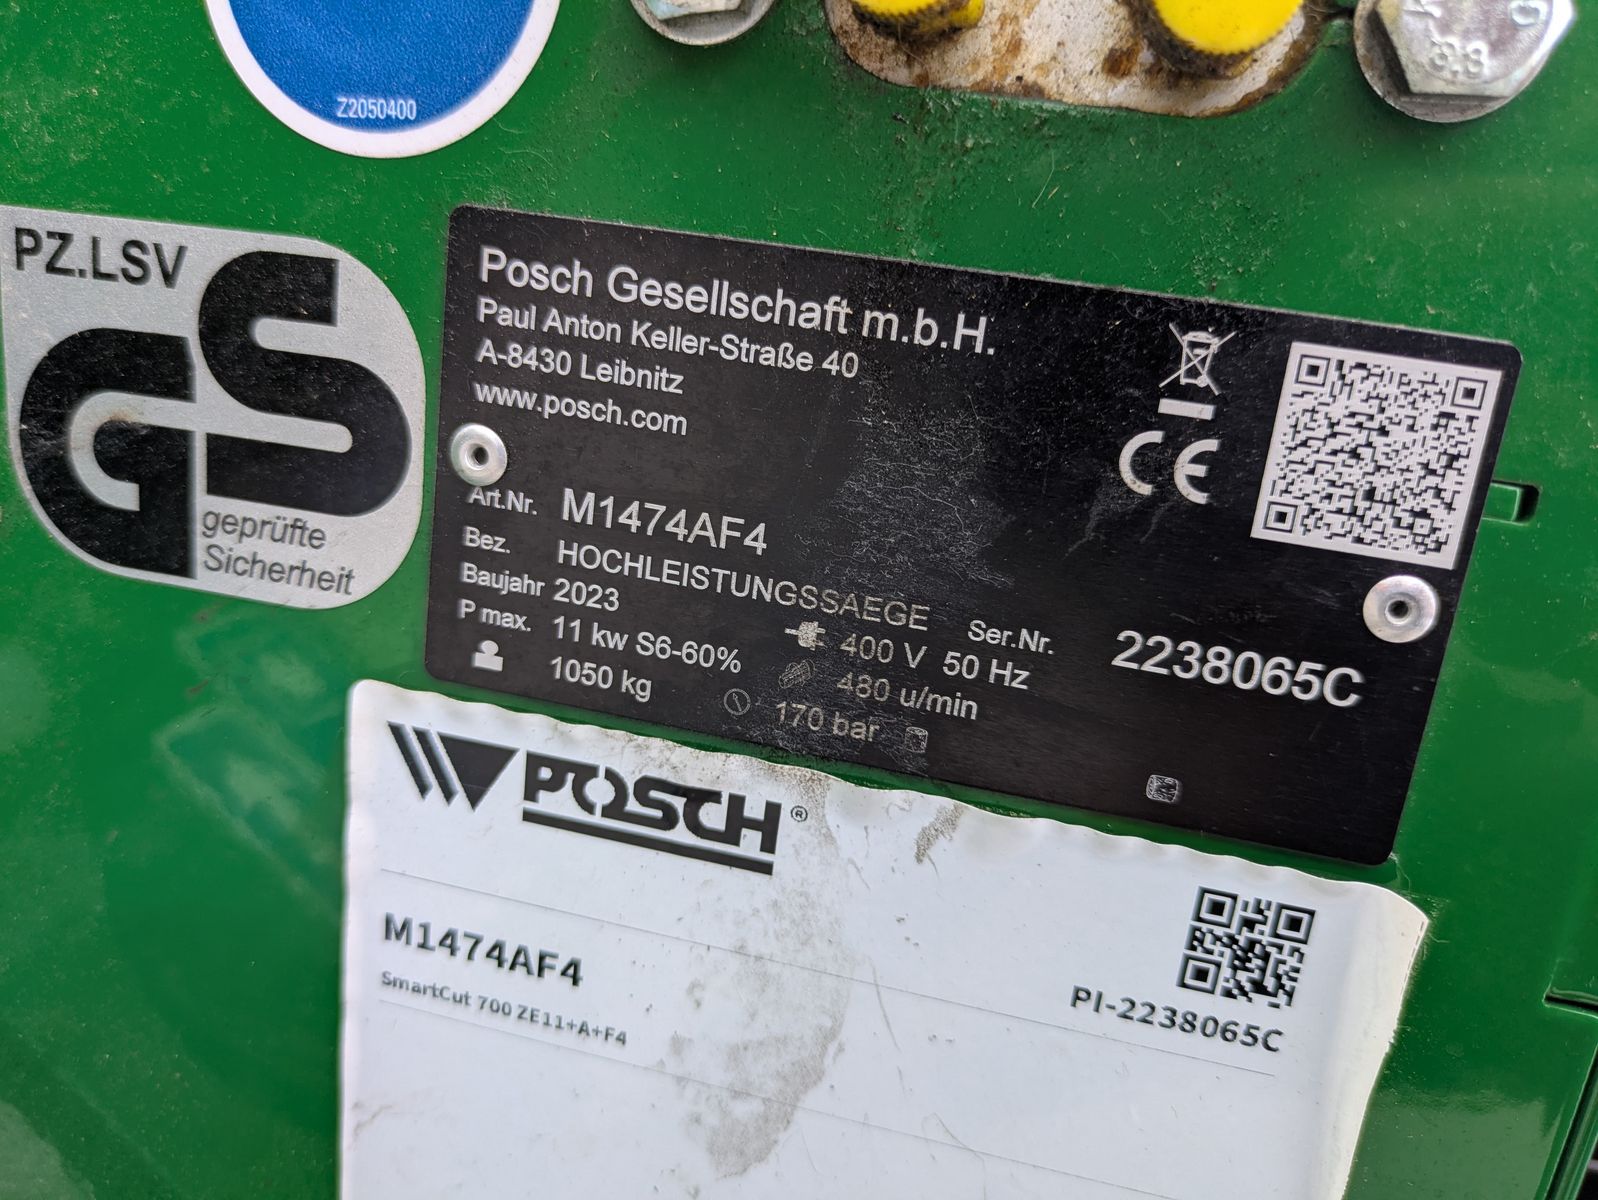 Z2050400
8.8
PZ.LSV
GS
geprüfte
Sicherheit
Posch Gesellschaft m.b.H.
Paul Anton Keller-Straße 40
A-8430 Leibnitz
www.posch.com
CE
Art.Nr. M1474AF4
Bez. HOCHLEISTUNGSSAEGE
Baujahr 2023
Ser.Nr. 2238065C
P max. 11 kw S6-60% 400 V 50 Hz
1050 kg 480 u/min
170 bar
POSCH®
M1474AF4
SmartCut 700 ZE11+A+F4
PI-2238065C